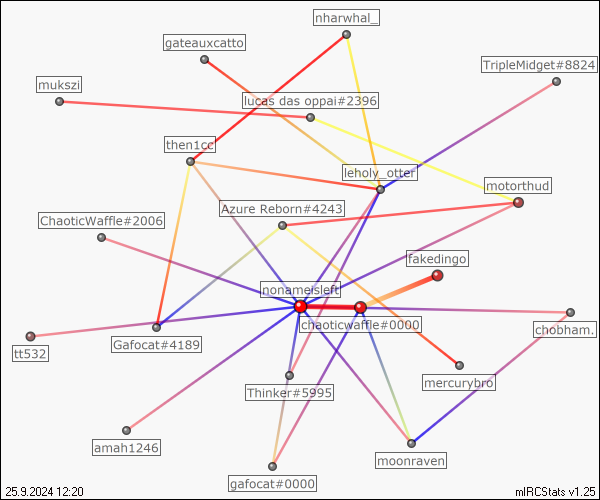 nharwhal_
gateauxcatto
TripleMidget#8824
mukszi
lucas das oppai#2396
then1cc
leholy_otter
motorthud
Azure Reborn#4243
ChaoticWaffle#2006
fakedingo
nonameisleft
chaoticwaffle#0000
chobham.
tt532
Gafocat#4189
mercurybro
Thinker#5995
amah1246
moonraven
gafocat#0000
25.9.2024 12:20
mIRCStats v1.25